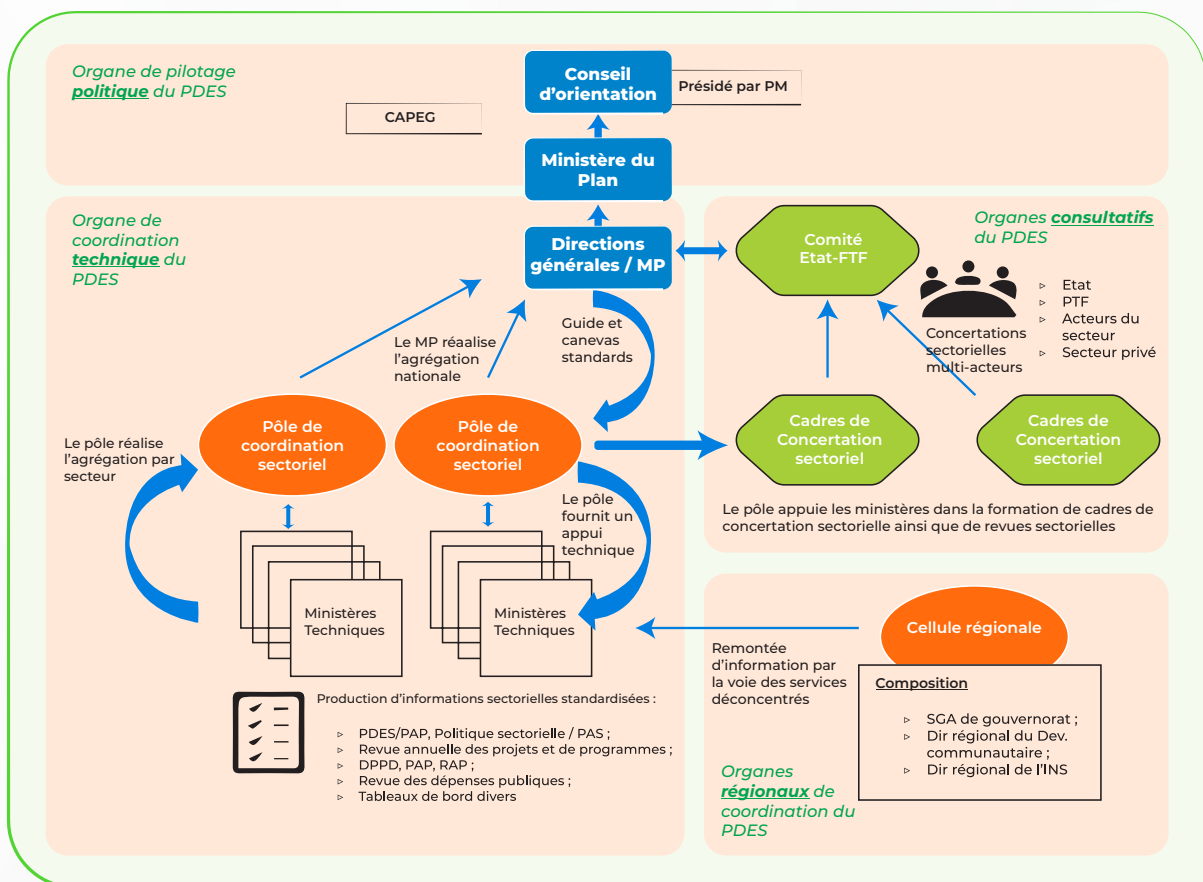 Organe de pilotage
politique du PDES
Conseil
d'orientation
Présidé par PM
CAPEG
Ministère du
Plan
Organe de
coordination
technique du
PDES
Directions
générales / MP
Le MP réaalise
l'agrégation
nationale
Guide et
canevas
standards
Pôle de
coordination
sectoriel
Pôle de
coordination
sectoriel
Le pôle réalise
l'agrégation par
secteur
Le pôle
fournit un
appui
technique
Ministères
Techniques
Ministères
Techniques
Production d'informations sectorielles standardisées :
▹ PDES/PAP, Politique sectorielle / PAS ;
▹ Revue annuelle des projets et de programmes ;
▹ DPPD, PAP, RAP ;
▹ Revue des dépenses publiques ;
▹ Tableaux de bord divers
Organes consultatifs
du PDES
Comité
Etat-FTF
▹ Etat
▹ PTF
▹ Acteurs du
secteur
▹ Secteur privé
Concertations
sectorielles
multi-acteurs
Cadres de
Concertation
sectoriel
Cadres de
Concertation
sectoriel
Le pôle appuie les ministères dans la formation de cadres de
concertation sectorielle ainsi que de revues sectorielles
Cellule régionale
Remontée
d'information par
la voie des services
déconcentrés
Composition
▹ SGA de gouvernorat ;
▹ Dir régional du Dev.
communautaire ;
▹ Dir régional de l'INS
Organes
régionaux de
coordination du
PDES